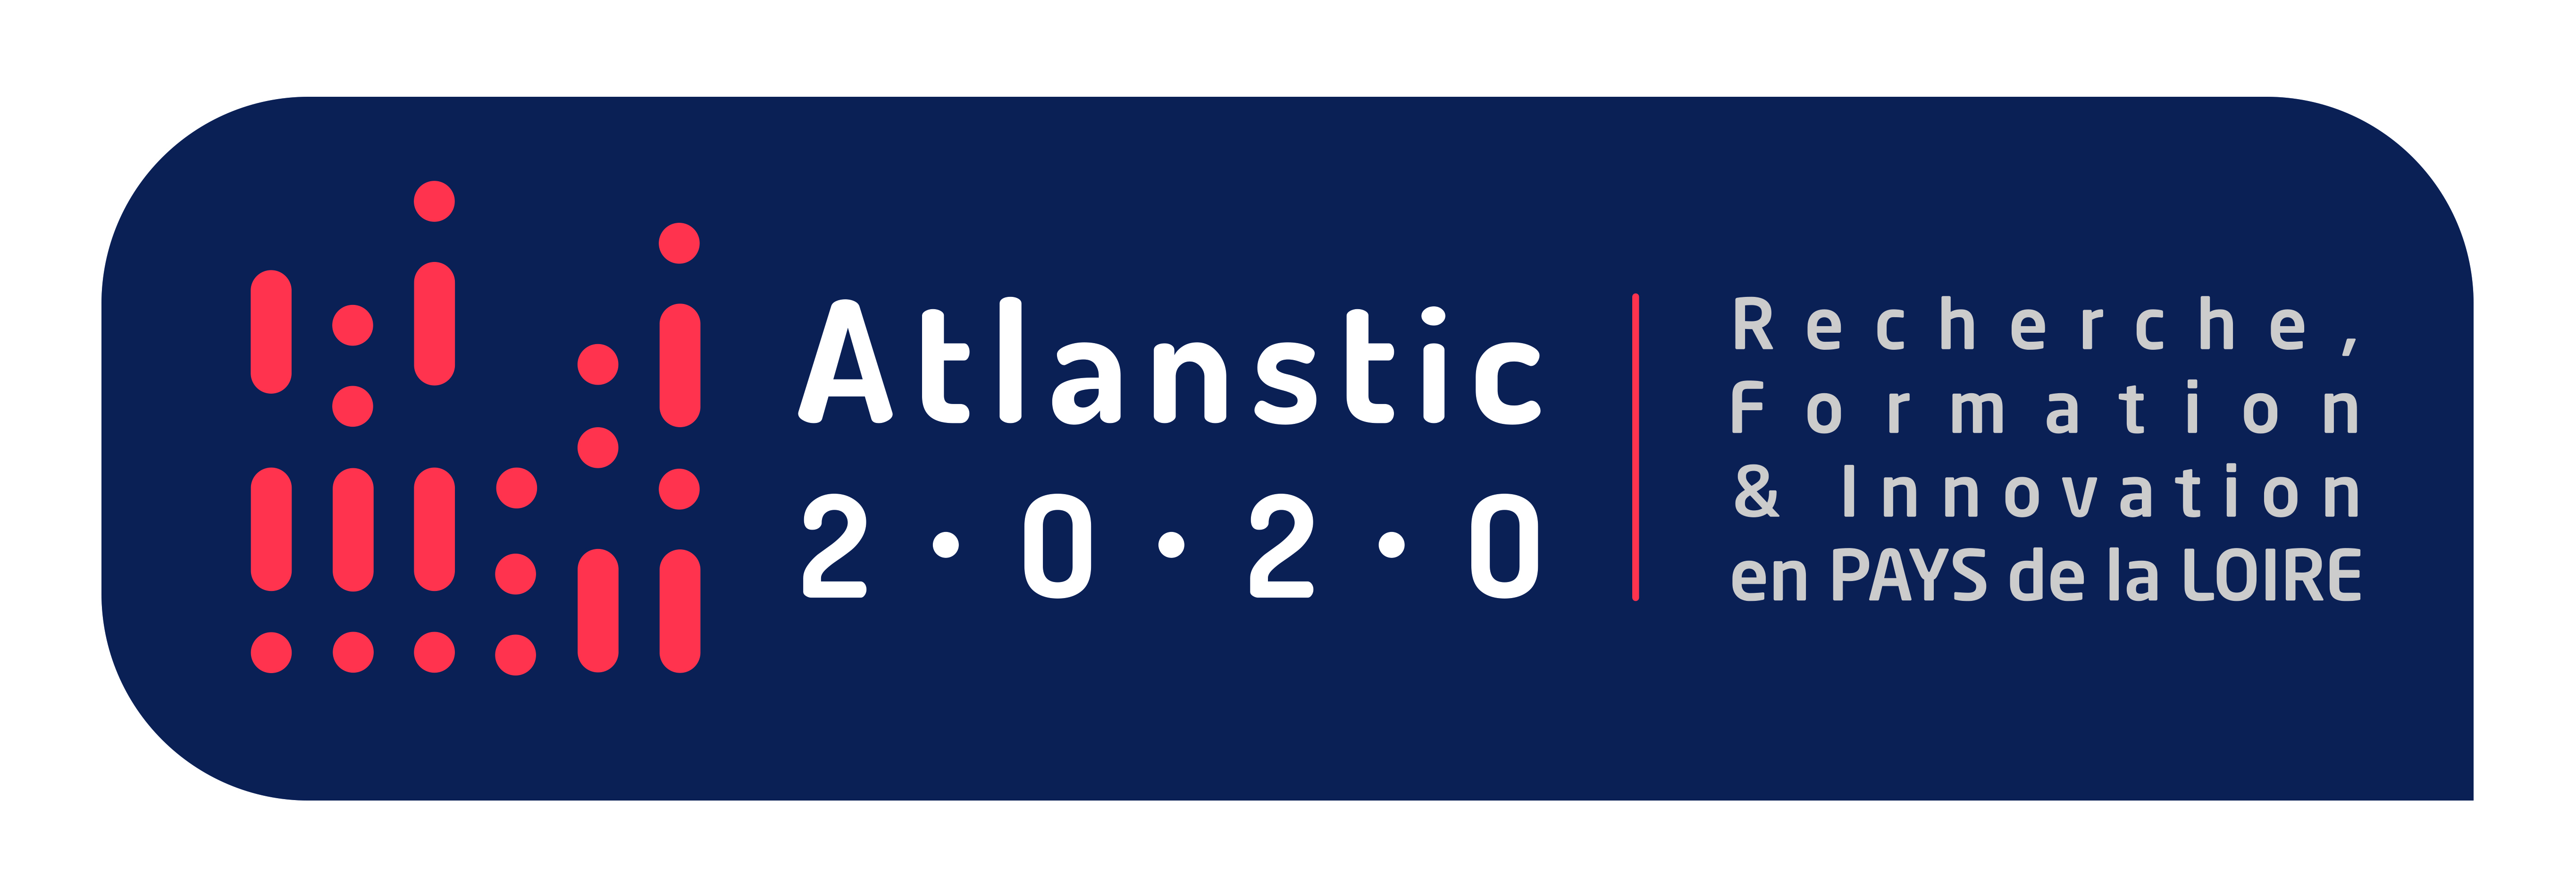 Atlanstic
2·0·2·0
Recherche,
Formation
& Innovation
en PAYS de la LOIRE